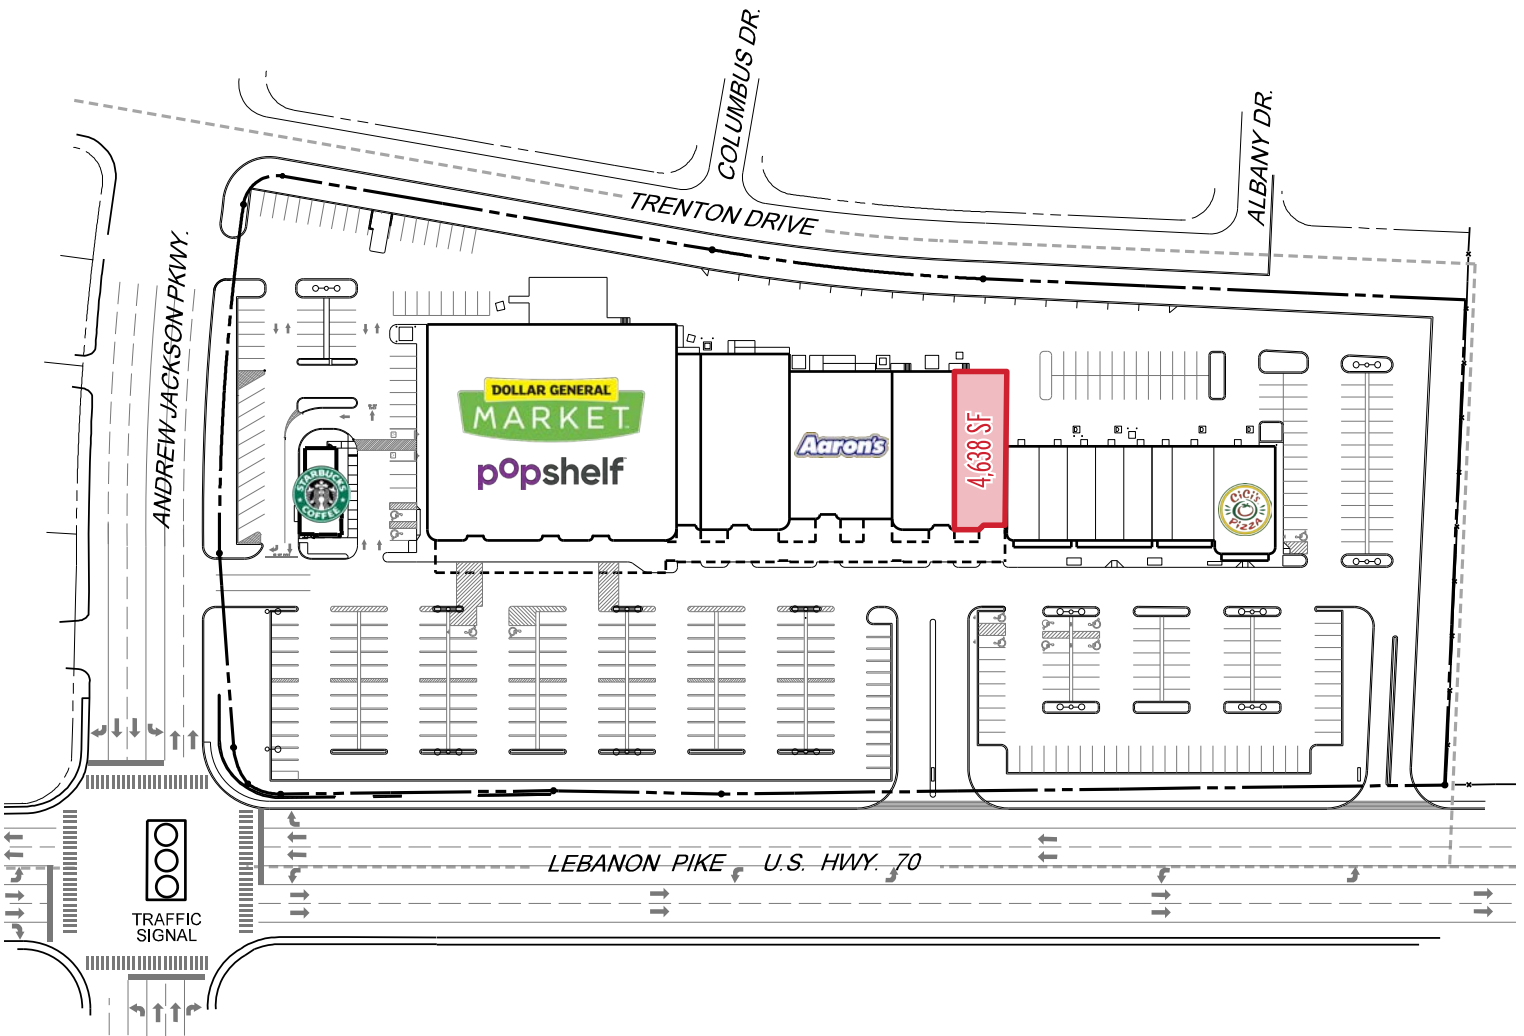 COLUMBUS DR.
ALBANY DR.
TRENTON DRIVE
ANDREW JACKSON PKWY.
DOLLAR GENERAL
MARKET
popshelf
Aaron's
4,638 SF
STARBUCKS
COFFEE
CiCi's
PIZZA
LEBANON PIKE U.S. HWY. 70
TRAFFIC
SIGNAL